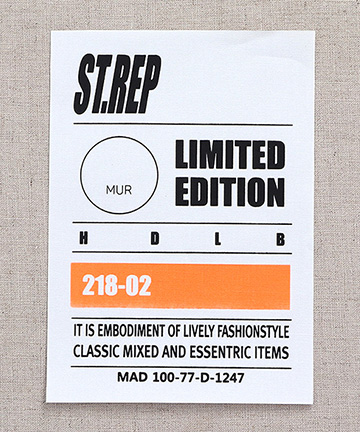 ST.REP
MUR
LIMITED
EDITION
H D L B
218-02
IT IS EMBODIMENT OF LIVELY FASHIONSTYLE
CLASSIC MIXED AND ESSENTRIC ITEMS
MAD 100-77-D-1247